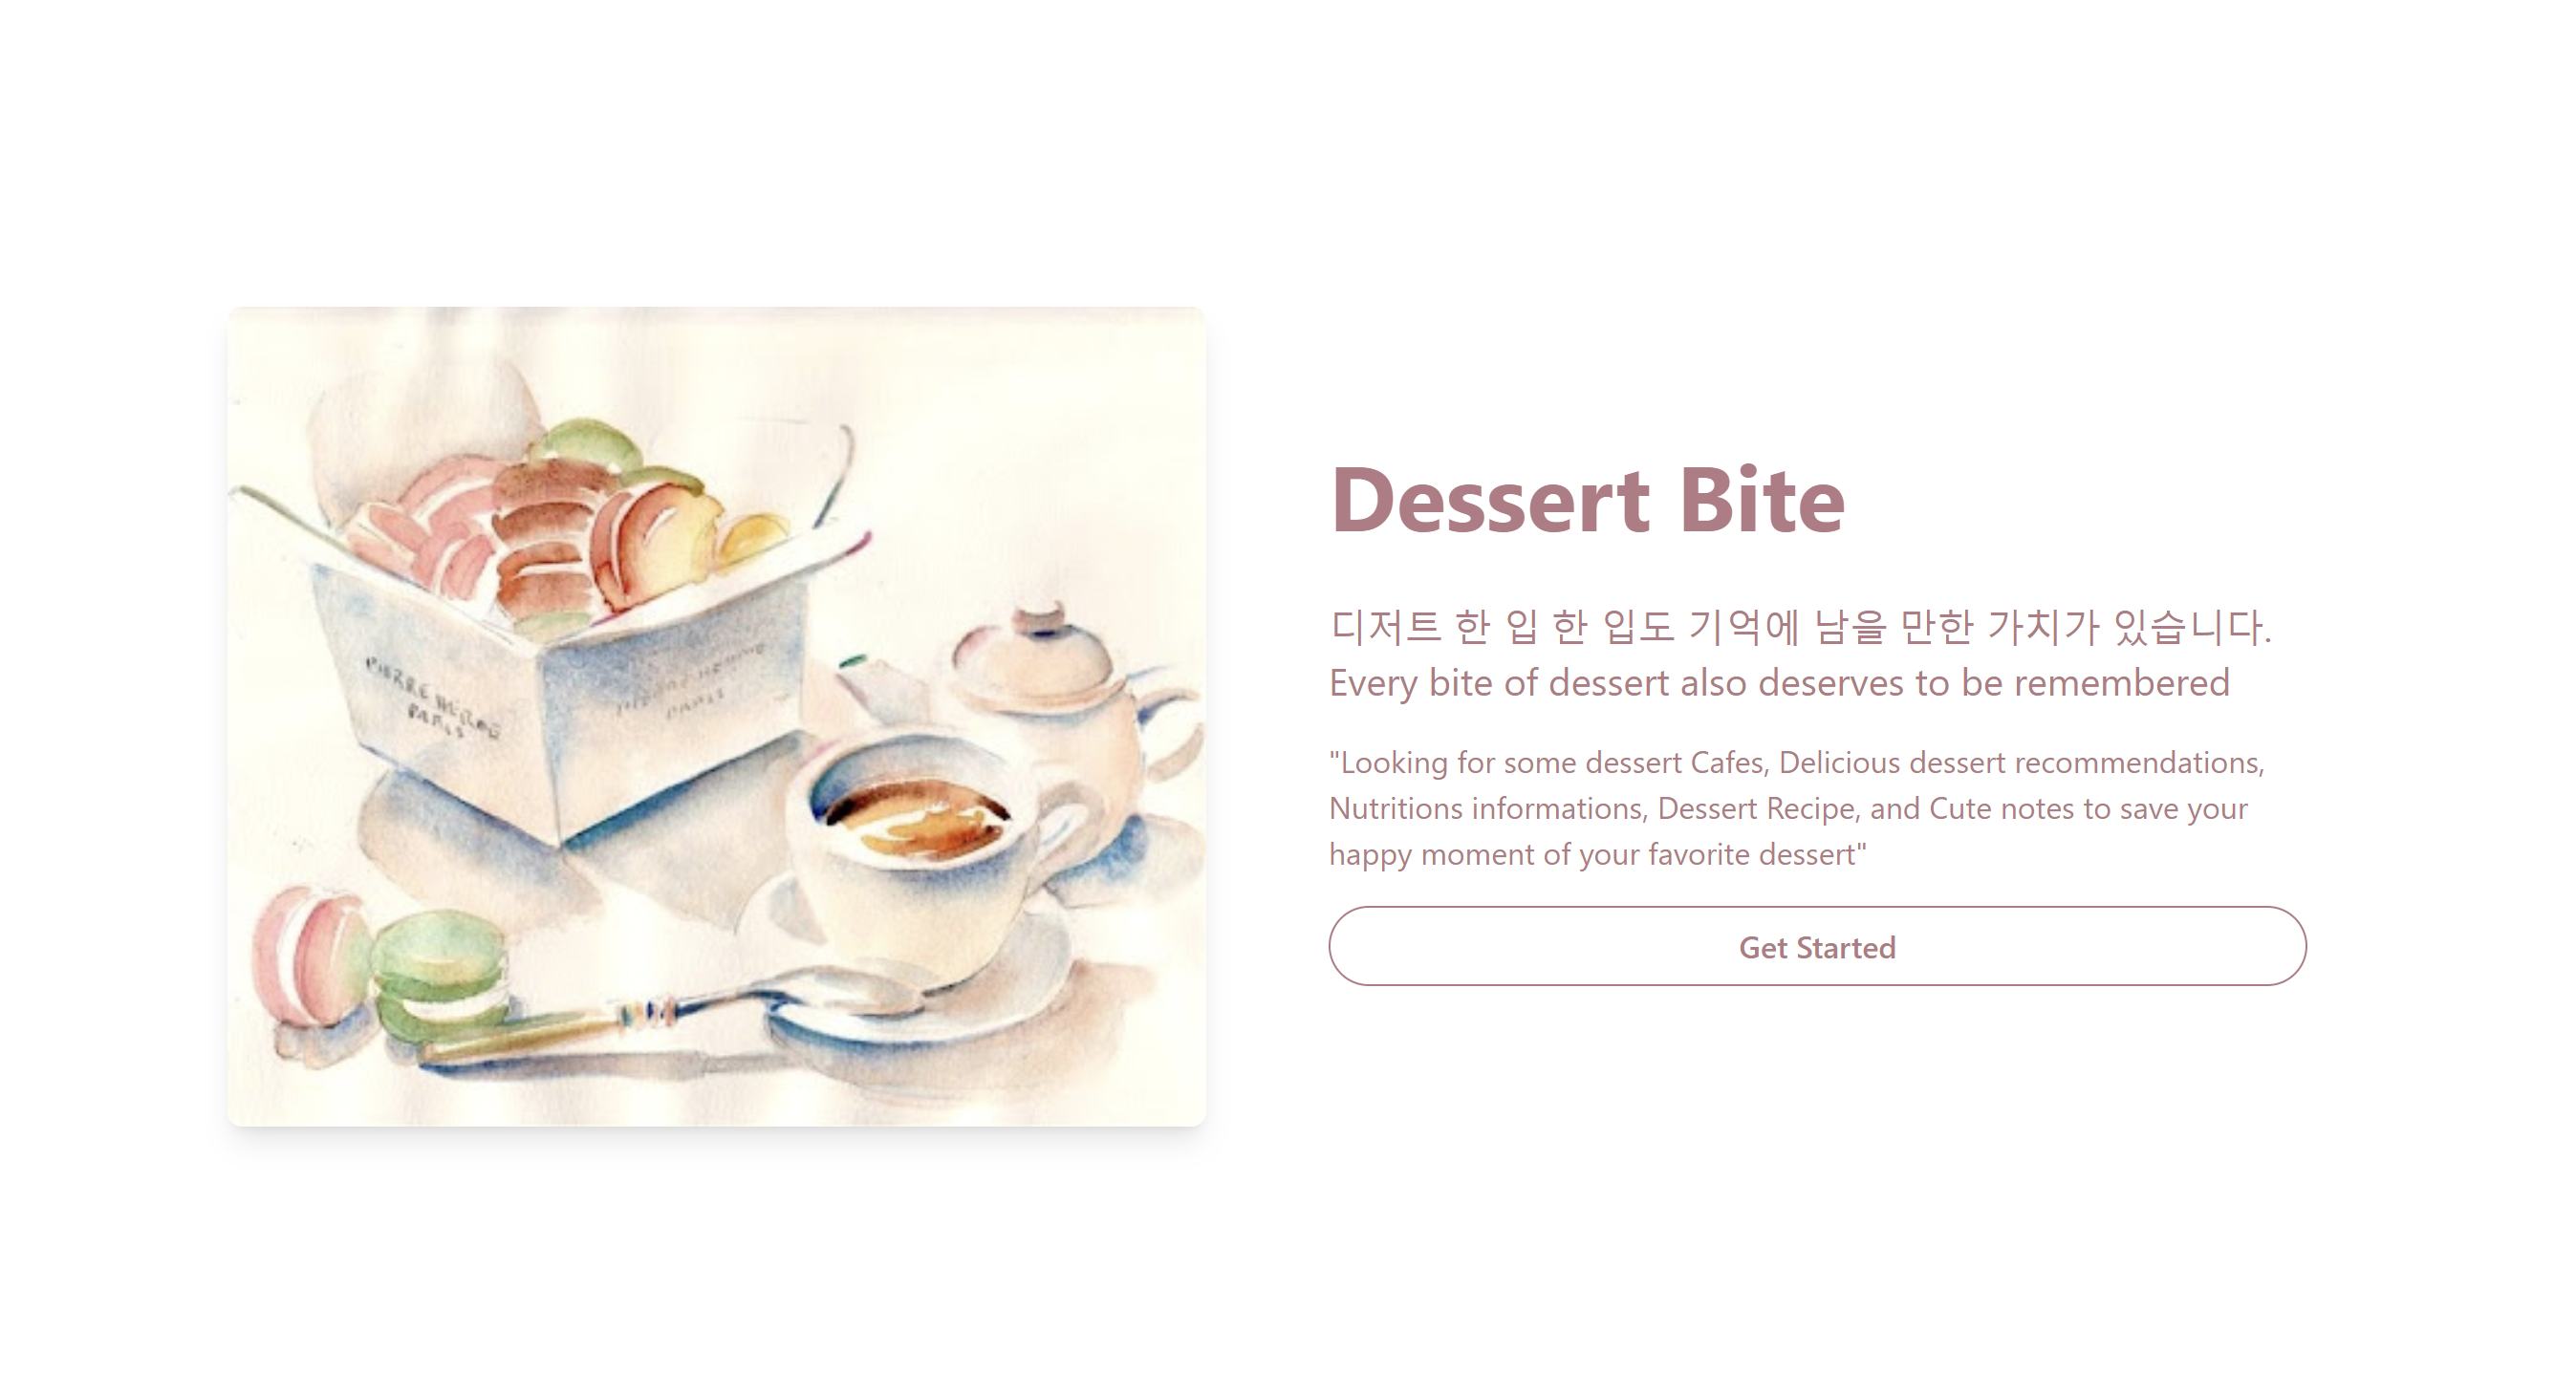 PIERRE HERMÉ
PARIS
PARIS
Dessert Bite
디저트 한 입 한 입도 기억에 남을 만한 가치가 있습니다.
Every bite of dessert also deserves to be remembered
"Looking for some dessert Cafes, Delicious dessert recommendations,
Nutritions informations, Dessert Recipe, and Cute notes to save your
happy moment of your favorite dessert"
Get Started